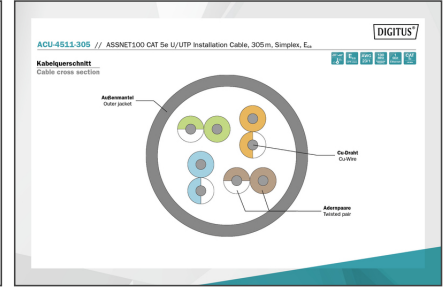 DIGITUS®
ACU-4511-305 // ASSNET100 CAT 5e U/UTP Installation Cable, 305 m, Simplex, Eca
Kabelquerschnitt
Cable cross section
Außenmantel
Outer jacket
Cu-Draht
Cu-Wire
Adernpaare
Twisted pair